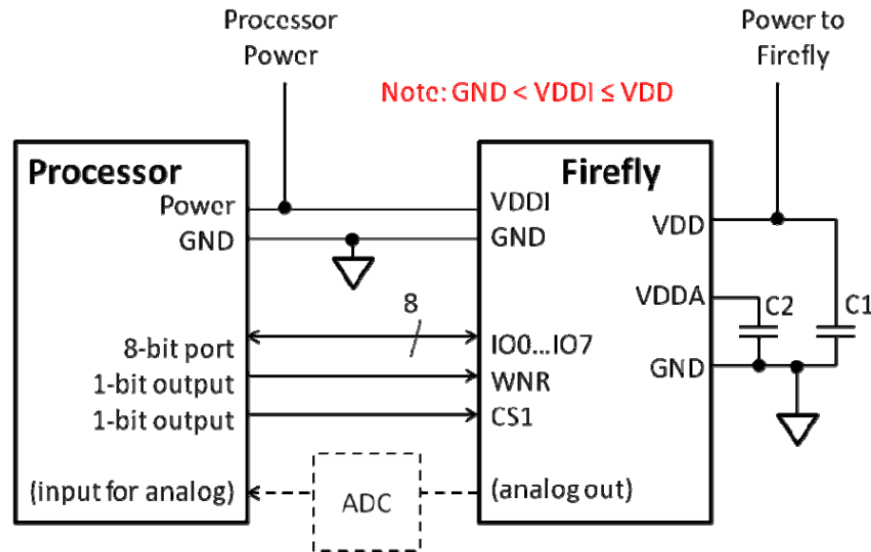 Processor
Power
Power to
Firefly
Note: GND < VDDI ≤ VDD
Processor
Firefly
Power
VDDI
GND
GND
VDD
VDDA
C2
C1
8
8-bit port
IO0...IO7
GND
1-bit output
WNR
1-bit output
CS1
(input for analog)
ADC
(analog out)